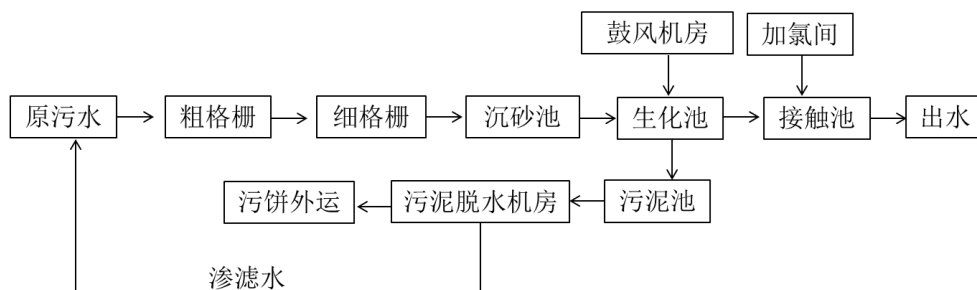 鼓风机房
加氯间
原污水
粗格栅
细格栅
沉砂池
生化池
接触池
出水
污饼外运
污泥脱水机房
污泥池
渗滤水